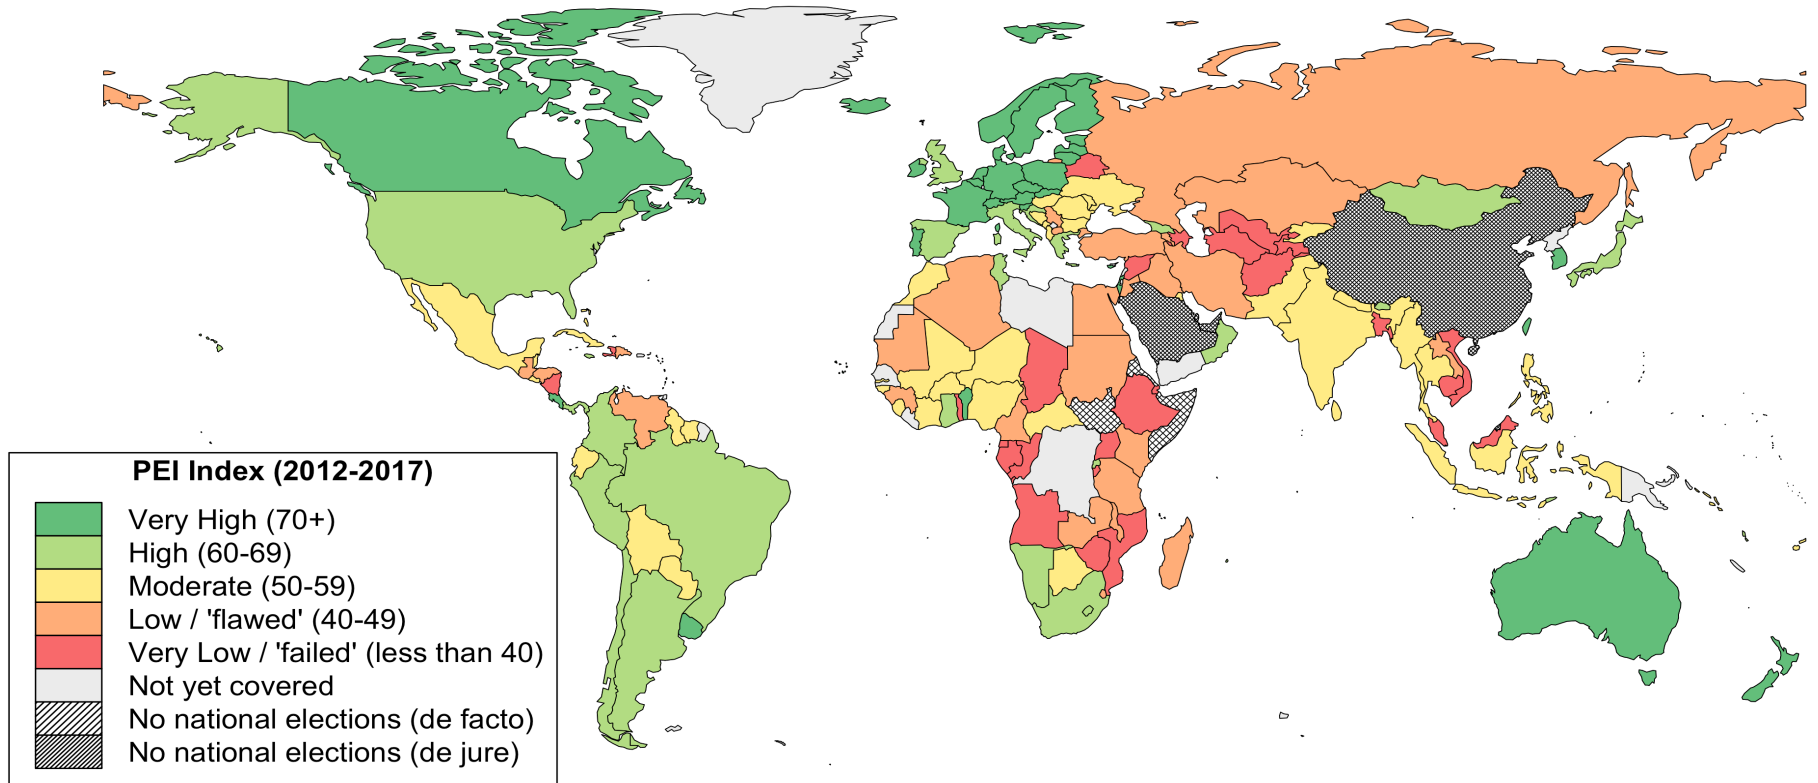 PEI Index (2012-2017)
Very High (70+)
High (60-69)
Moderate (50-59)
Low / 'flawed' (40-49)
Very Low / 'failed' (less than 40)
Not yet covered
No national elections (de facto)
No national elections (de jure)